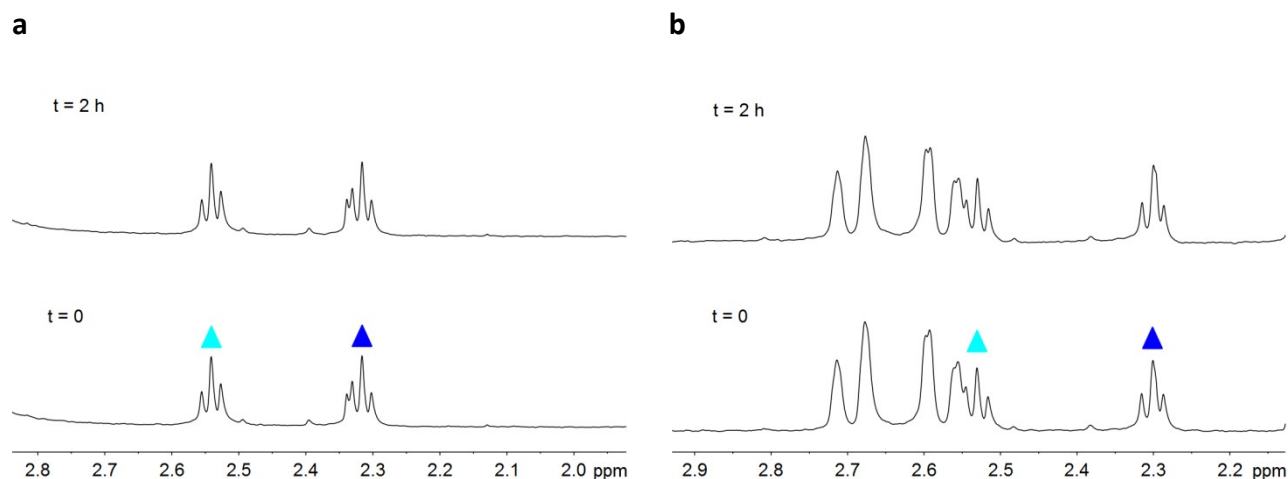 a
t = 2 h
t = 0
2.8 2.7 2.6 2.5 2.4 2.3 2.2 2.1 2.0 ppm
b
t = 2 h
t = 0
2.9 2.8 2.7 2.6 2.5 2.4 2.3 2.2 ppm